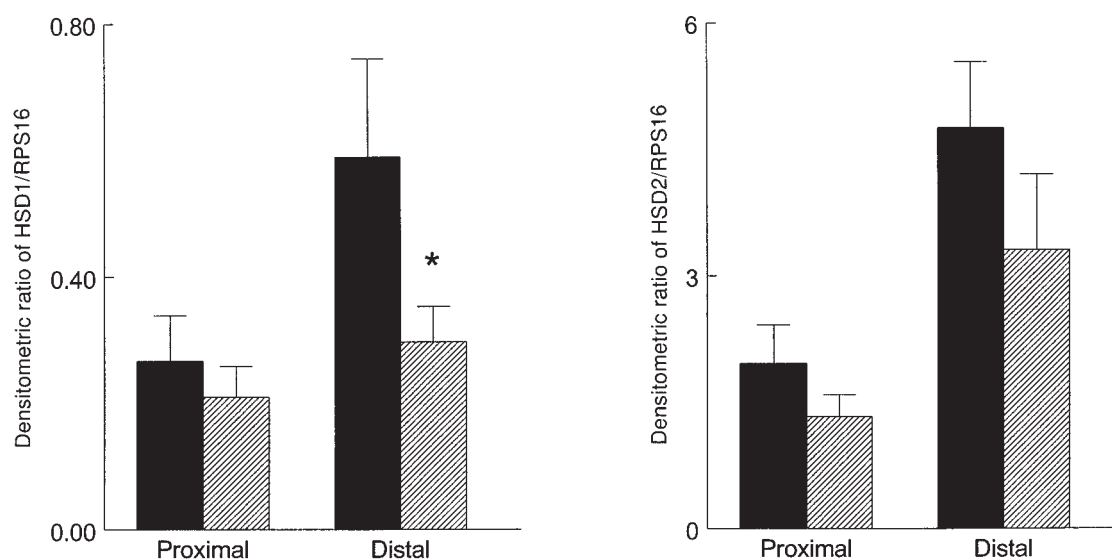 Densitometric ratio of HSD1/RPS16
0.80
0.40
0.00
*
Proximal Distal
Densitometric ratio of HSD2/RPS16
6
3
0
Proximal Distal